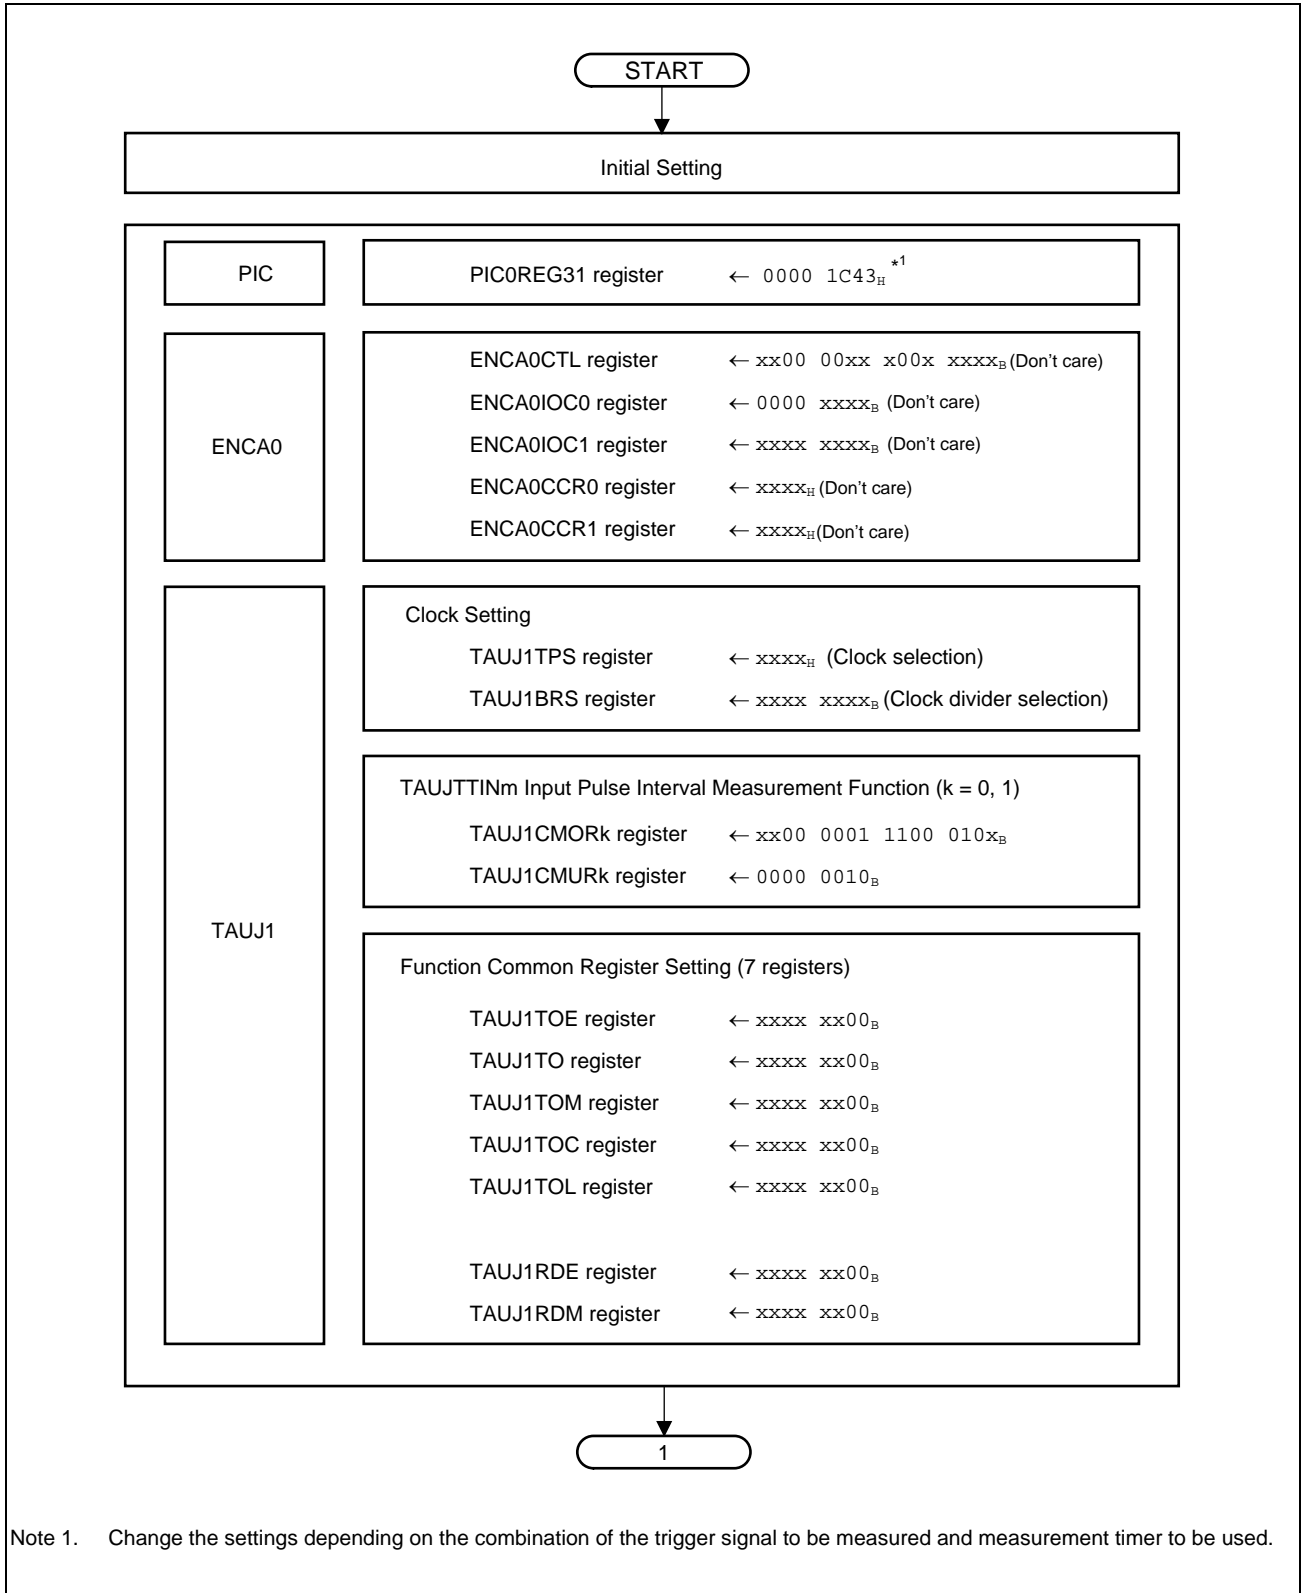 START
Initial Setting
PIC
PIC0REG31 register ← 0000 1C43H *1
ENCA0
ENCA0CTL register ← xx00 00xx x00x xxxxB (Don't care)
ENCA0IOC0 register ← 0000 xxxxB (Don't care)
ENCA0IOC1 register ← xxxx xxxxB (Don't care)
ENCA0CCR0 register ← xxxxH (Don't care)
ENCA0CCR1 register ← xxxxH (Don't care)
TAUJ1
Clock Setting
TAUJ1TPS register ← xxxxH (Clock selection)
TAUJ1BRS register ← xxxx xxxxB (Clock divider selection)
TAUJTTINm Input Pulse Interval Measurement Function (k = 0, 1)
TAUJ1CMORk register ← xx00 0001 1100 010xB
TAUJ1CMURk register ← 0000 0010B
Function Common Register Setting (7 registers)
TAUJ1TOE register ← xxxx xx00B
TAUJ1TO register ← xxxx xx00B
TAUJ1TOM register ← xxxx xx00B
TAUJ1TOC register ← xxxx xx00B
TAUJ1TOL register ← xxxx xx00B
TAUJ1RDE register ← xxxx xx00B
TAUJ1RDM register ← xxxx xx00B
1
Note 1. Change the settings depending on the combination of the trigger signal to be measured and measurement timer to be used.